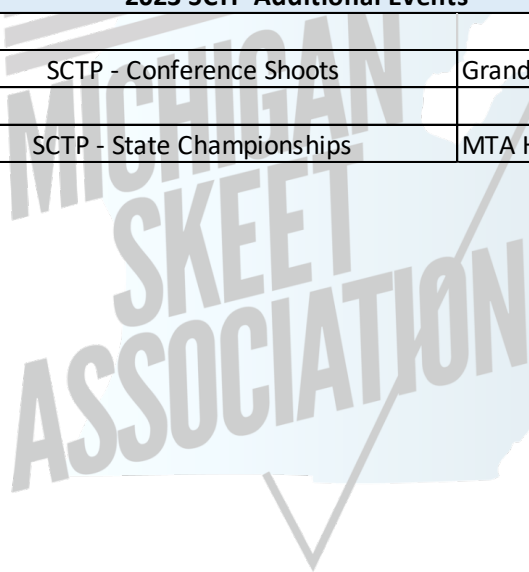 2023 SCTP Additional Events
SCTP - Conference Shoots Grand
SCTP - State Championships MTA H
MICHIGAN
SKEET
ASSOCIATION